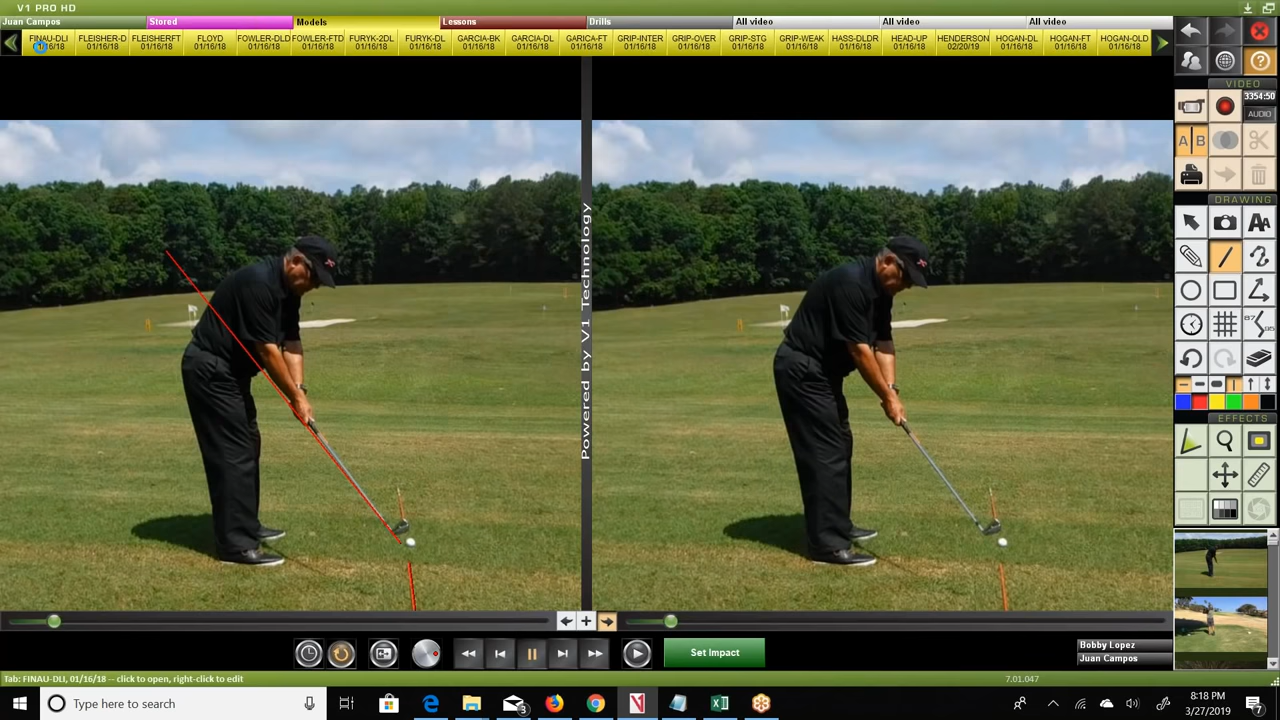 V1 PRO HD
Juan Campos
Stored
Models
Lessons
Drills
All video
All video
All video
FINAU-DLI
01/16/18
FLEISHER-D
01/16/18
FLEISHERFT
01/16/18
FLOYD
01/16/18
FOWLER-DLD
01/16/18
FOWLER-FTD
01/16/18
FURYK-2DL
01/16/18
FURYK-DL
01/16/18
GARCIA-BK
01/16/18
GARCIA-DL
01/16/18
GARICA-FT
01/16/18
GRIP-INTER
01/16/18
GRIP-OVER
01/16/18
GRIP-STG
01/16/18
GRIP-WEAK
01/16/18
HASS-DLDR
01/16/18
HEAD-UP
01/16/18
HENDERSON
02/20/19
HOGAN-DL
01/16/18
HOGAN-FT
01/16/18
HOGAN-OLD
01/16/18
VIDEO
3354:50
AUDIO
A B
DRAWING
AA
EFFECTS
Powered by V1 Technology
Set Impact
Bobby Lopez
Juan Campos
Tab: FINAU-DLI, 01/16/18 -- click to open, right-click to edit
7.01.047
Type here to search
3
8:18 PM
3/27/2019
7